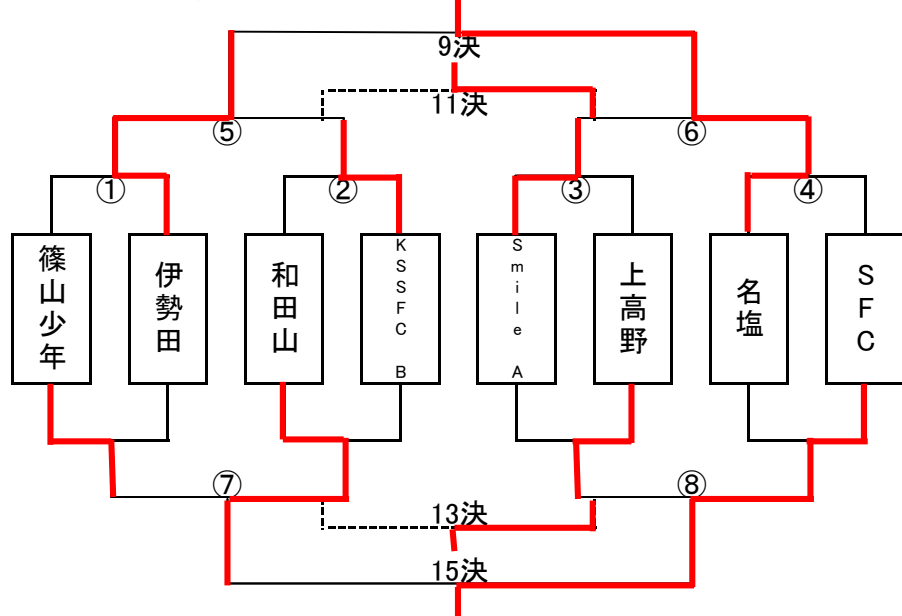 9決
11決
⑤
⑥
①
②
③
④
篠山少年
伊勢田
和田山
KSSFC B
Smile A
上高野
名塩
SFC
⑦
⑧
13決
15決